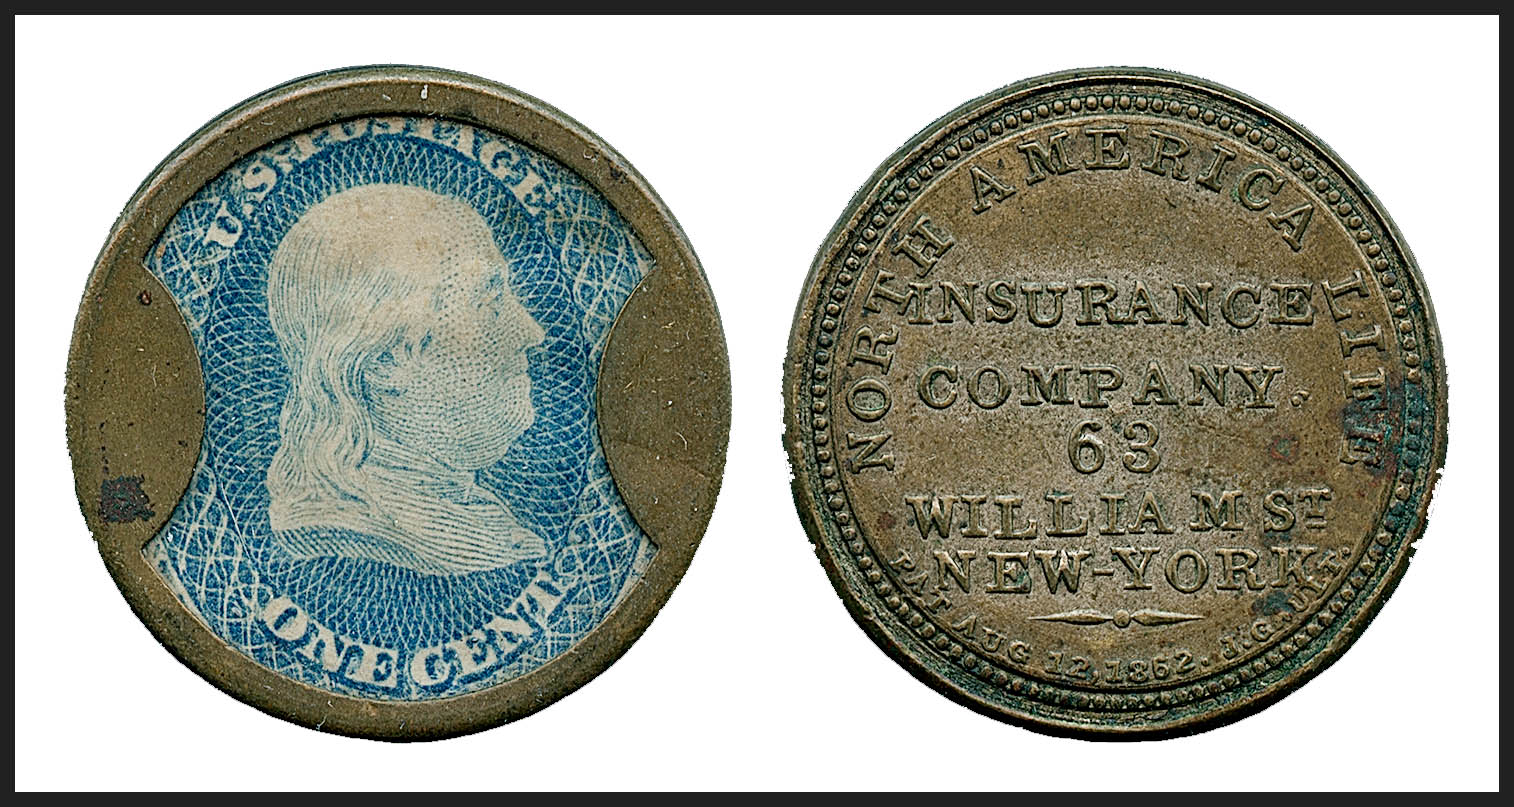 U.S. POSTAGE
ONE CENT.
NORTH AMERICA LIFE
INSURANCE
COMPANY.
63
WILLIAM ST
NEW-YORK.
PAT. AUG 12, 1862. J.G.